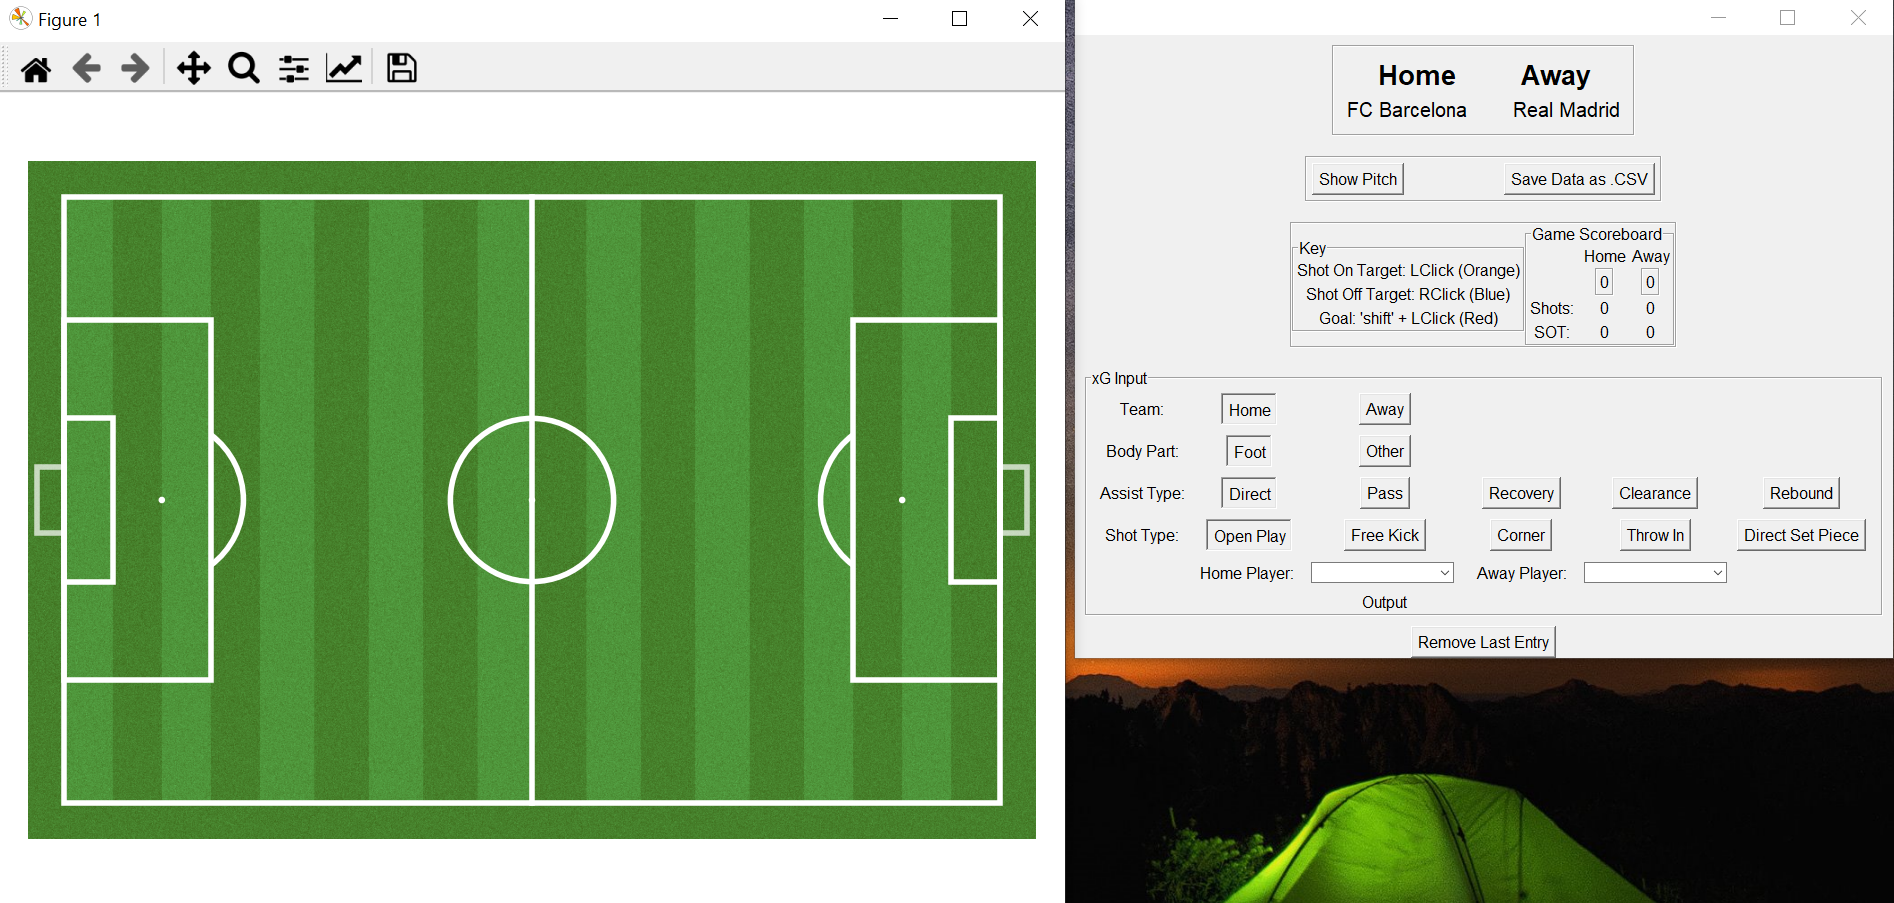 Figure 1
Home Away
FC Barcelona Real Madrid
Show Pitch Save Data as .CSV
Key
Shot On Target: LClick (Orange)
Shot Off Target: RClick (Blue)
Goal: 'shift' + LClick (Red)
Game Scoreboard
Home Away
0 0
Shots: 0 0
SOT: 0 0
xG Input
Team: Home Away
Body Part: Foot Other
Assist Type: Direct Pass Recovery Clearance Rebound
Shot Type: Open Play Free Kick Corner Throw In Direct Set Piece
Home Player: Away Player:
Output
Remove Last Entry